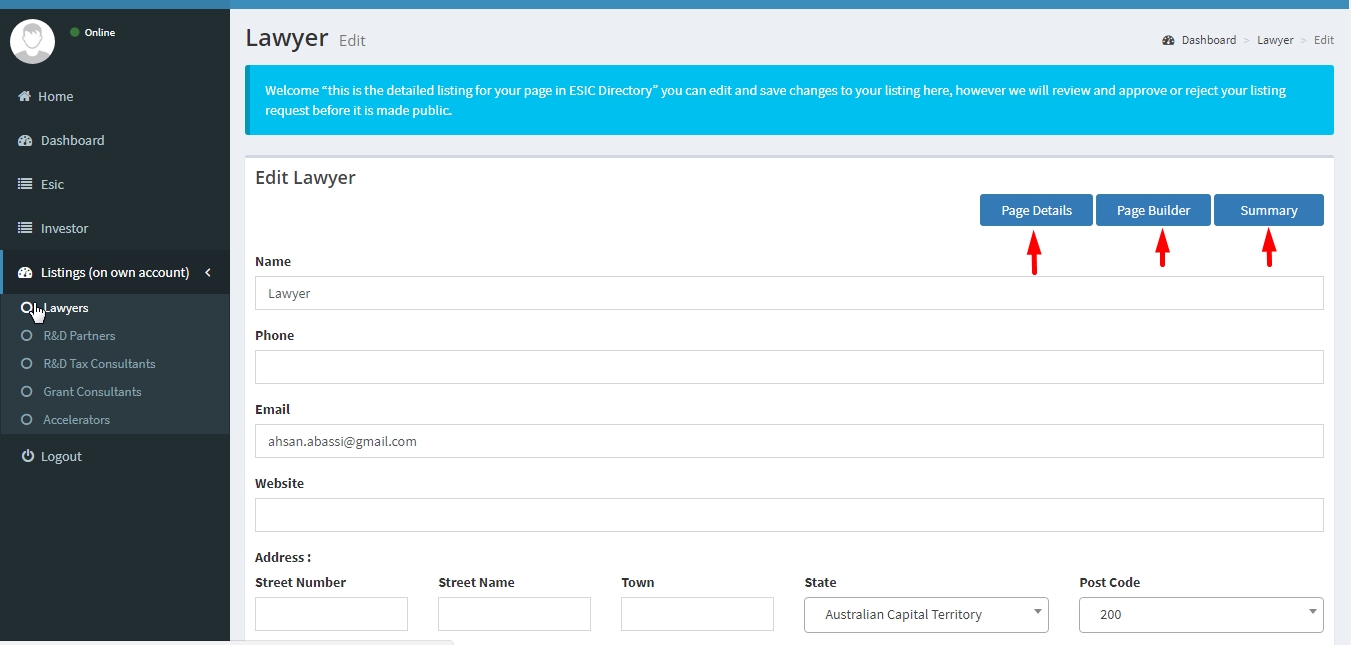 Online
Home
Dashboard
Esic
Investor
Listings (on own account)
Lawyers
R&D Partners
R&D Tax Consultants
Grant Consultants
Accelerators
Logout
Lawyer Edit
Dashboard > Lawyer > Edit
Welcome “this is the detailed listing for your page in ESIC Directory” you can edit and save changes to your listing here, however we will review and approve or reject your listing
request before it is made public.
Edit Lawyer
Page Details Page Builder Summary
Name
Lawyer
Phone
Email
ahsan.abassi@gmail.com
Website
Address :
Street Number Street Name Town State Post Code
Australian Capital Territory 200